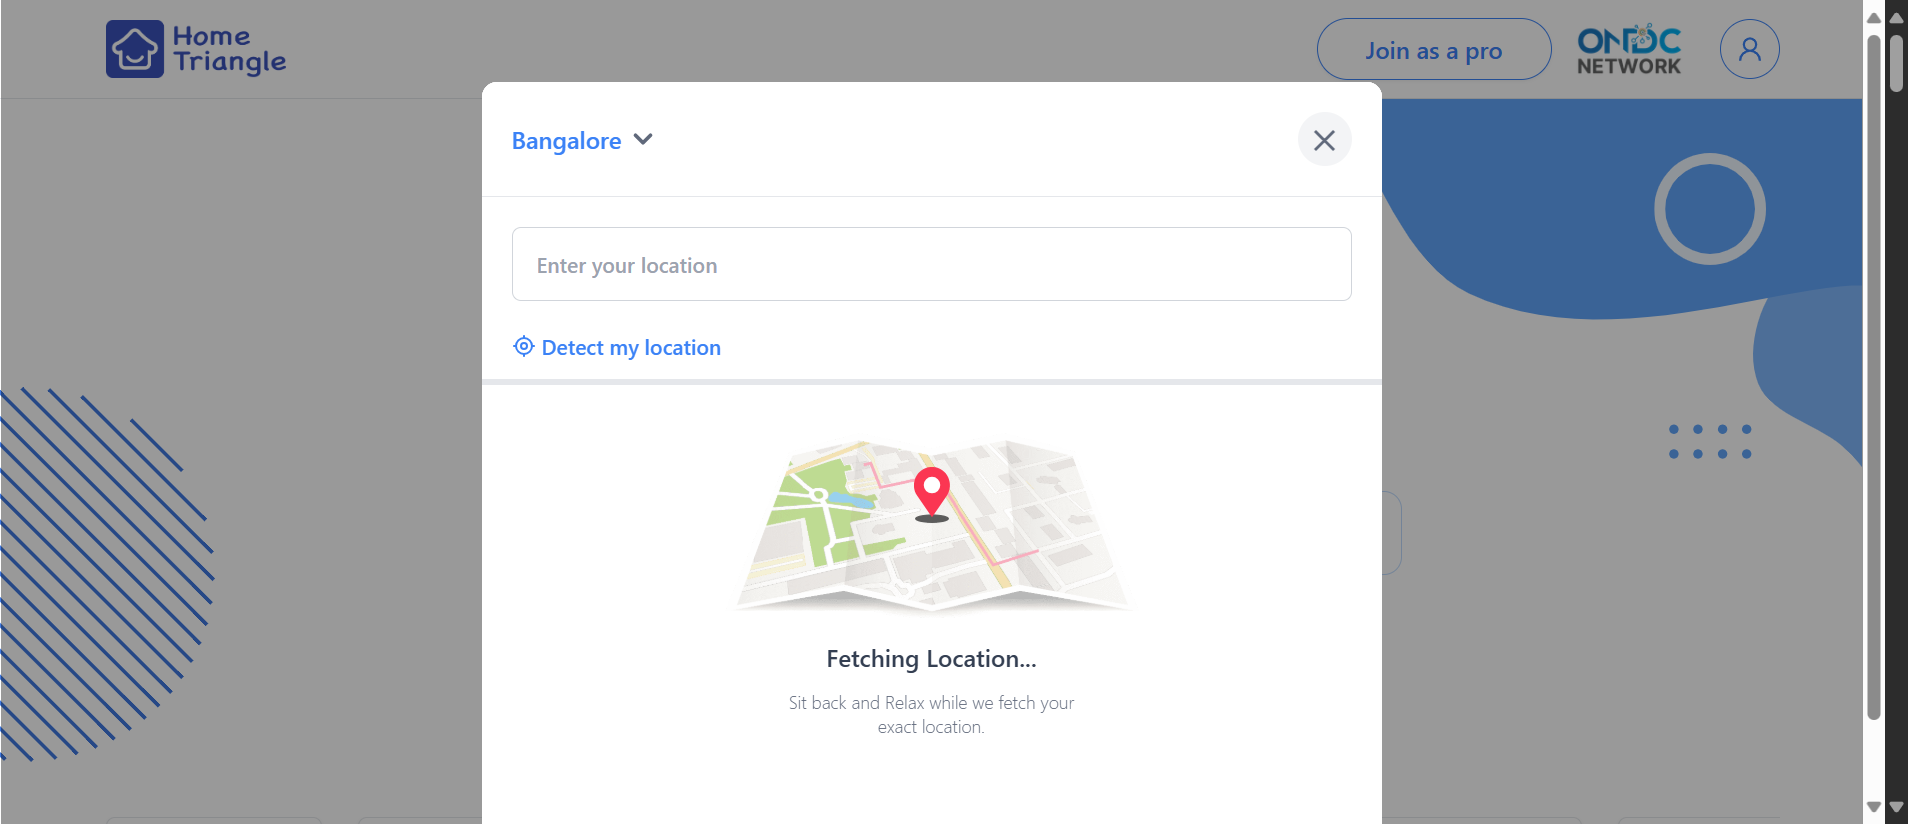 Home
Triangle
Join as a pro
ONDC
NETWORK
Bangalore
Enter your location
Detect my location
Fetching Location...
Sit back and Relax while we fetch your
exact location.